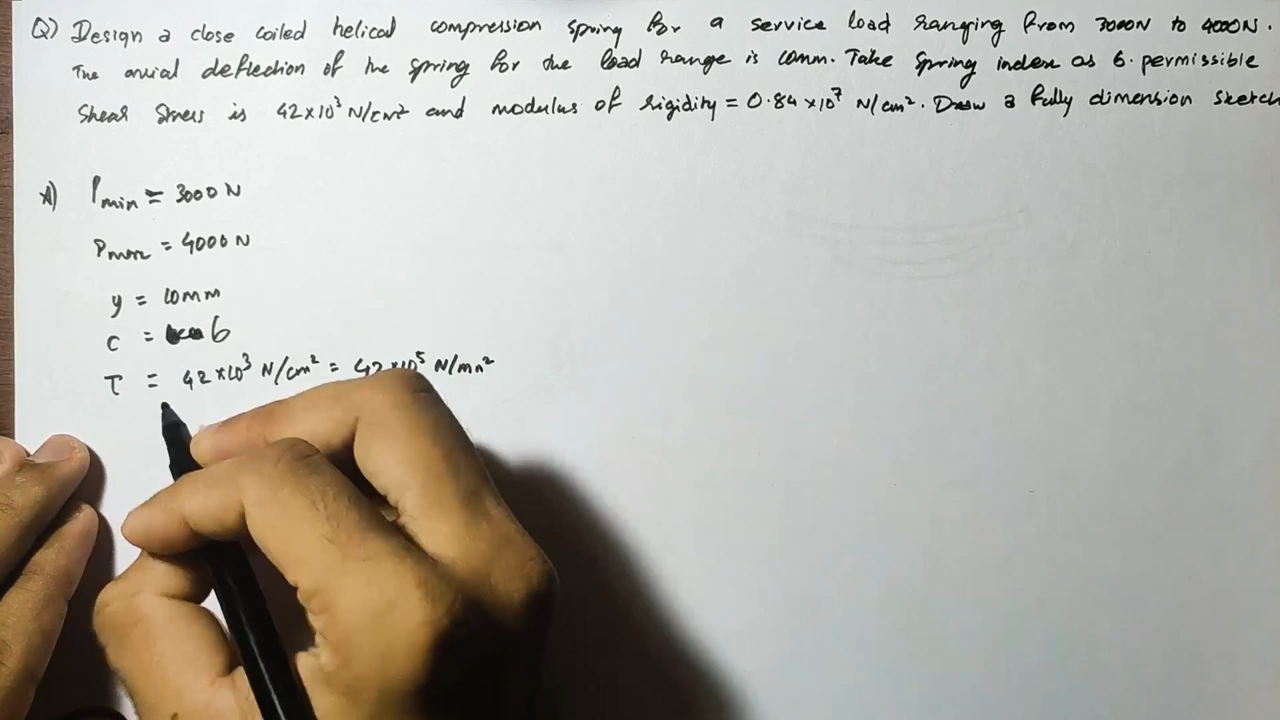 Q) Design a close coiled helical compression spring for a service load ranging from 3000N to 4000N.
The axial deflection of the spring for the load range is 10mm. Take spring index as 6. permissible
shear stress is 42×10³ N/cm² and modulus of rigidity = 0.84×10⁷ N/cm². Draw a fully dimension sketch
A) Pmin = 3000 N
Pmax = 4000 N
y = 10mm
c = 6
τ = 42×10³ N/cm² = 42×10⁵ N/mm²